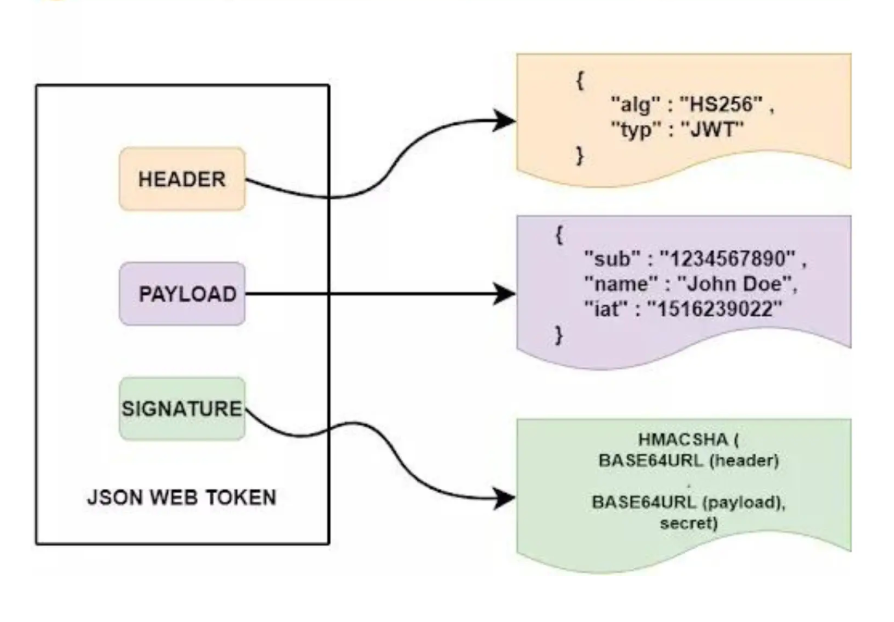 HEADER
PAYLOAD
SIGNATURE
JSON WEB TOKEN
{
"alg" : "HS256" ,
"typ" : "JWT"
}
{
"sub" : "1234567890" ,
"name" : "John Doe",
"iat" : "1516239022"
}
HMACSHA (
BASE64URL (header)
.
BASE64URL (payload),
secret)